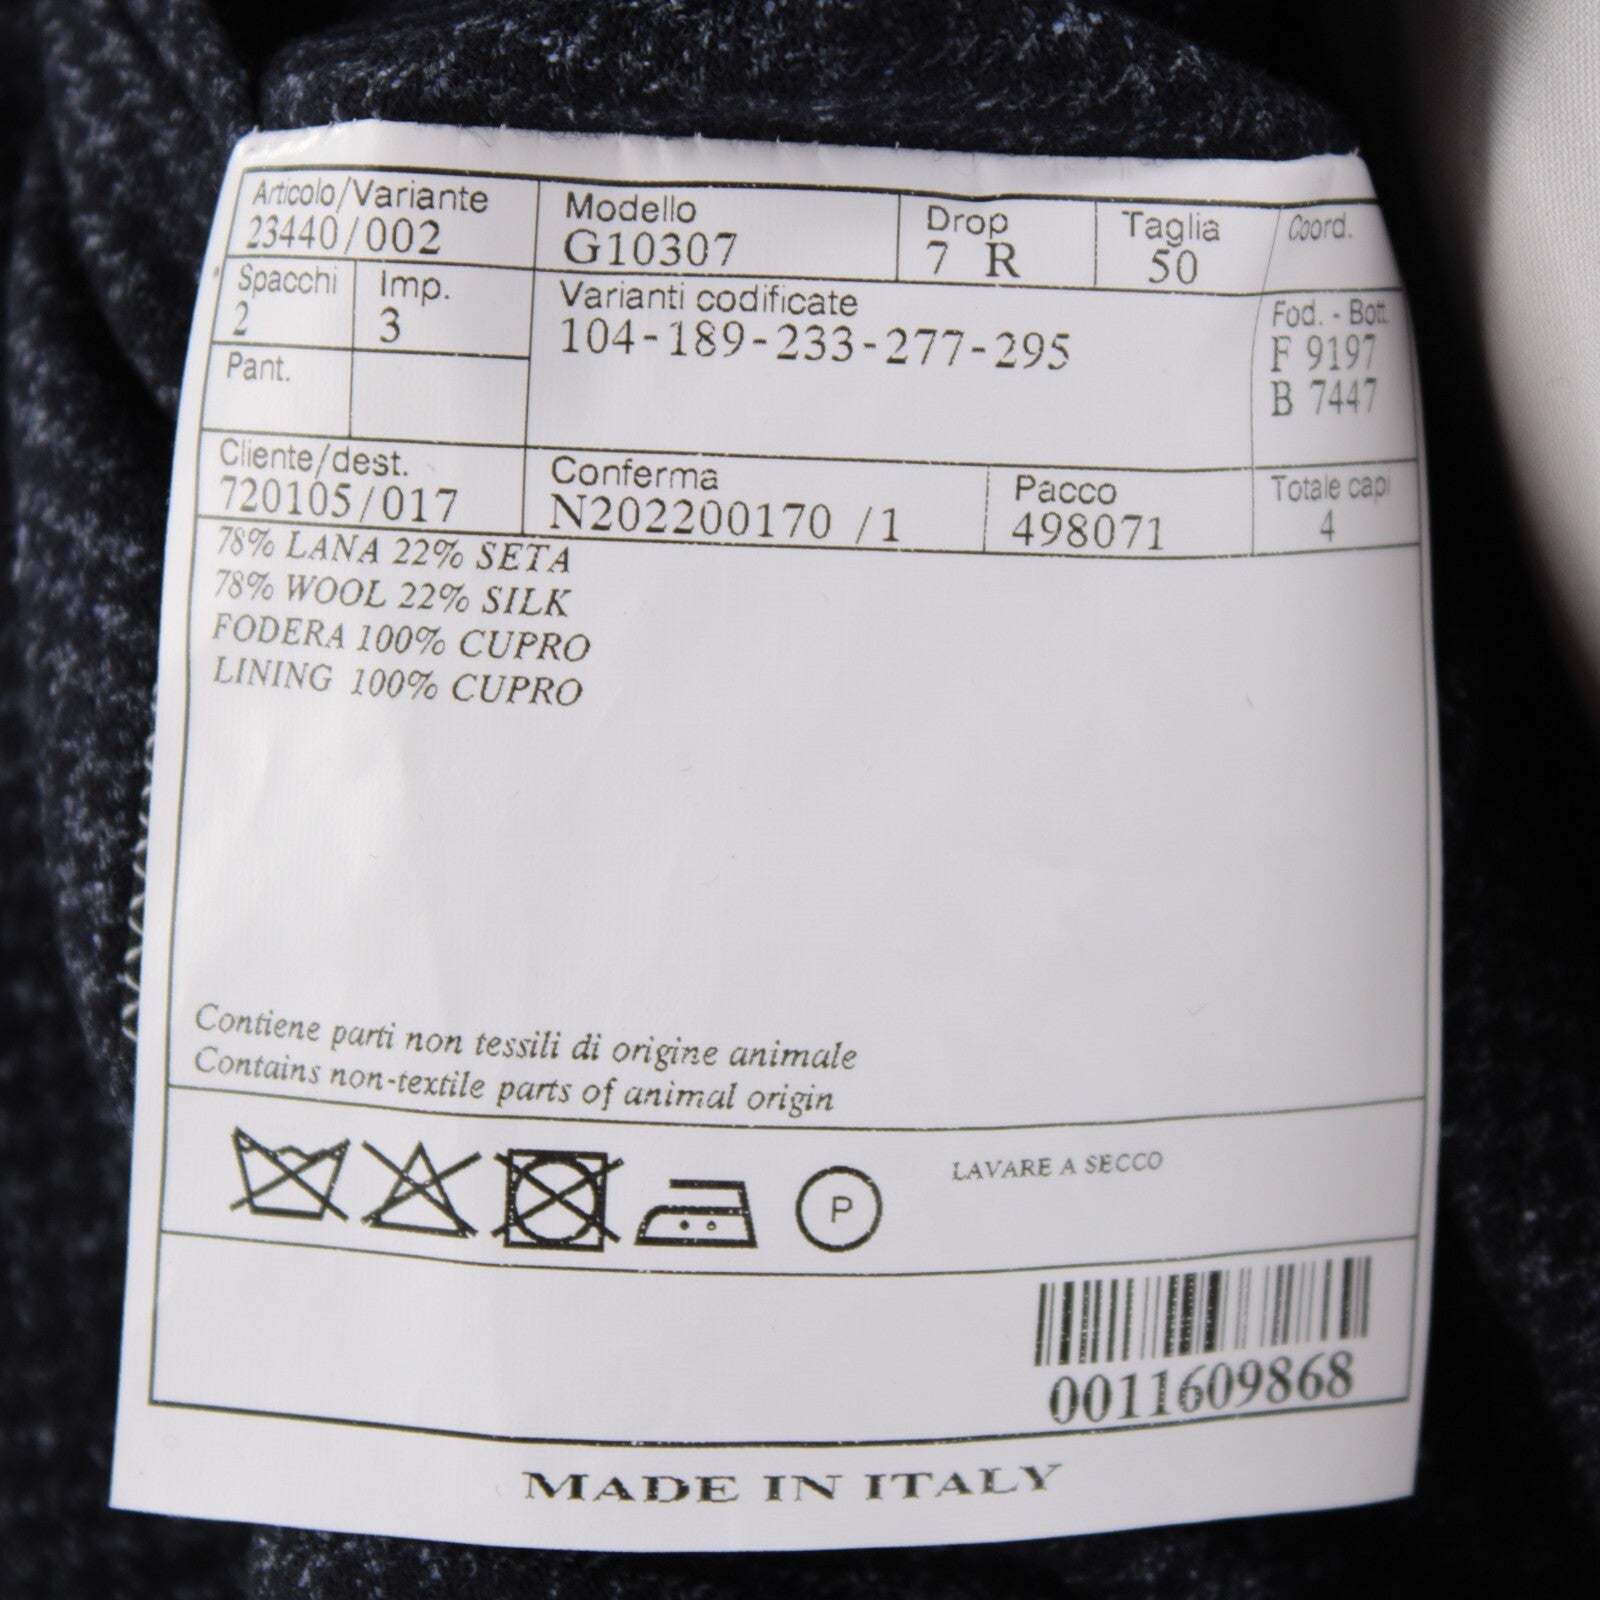 Articolo/Variante
23440/002
Modello
G10307
Drop
7 R
Taglia
50
Coord.
Spacchi
2
Imp.
3
Varianti codificate
104-189-233-277-295
Fod. - Bott.
F 9197
B 7447
Pant.
Cliente/dest.
720105/017
Conferma
N202200170 /1
Pacco
498071
Totale capi
4
78% LANA 22% SETA
78% WOOL 22% SILK
FODERA 100% CUPRO
LINING 100% CUPRO
Contiene parti non tessili di origine animale
Contains non-textile parts of animal origin
P
LAVARE A SECCO
0011609868
MADE IN ITALY